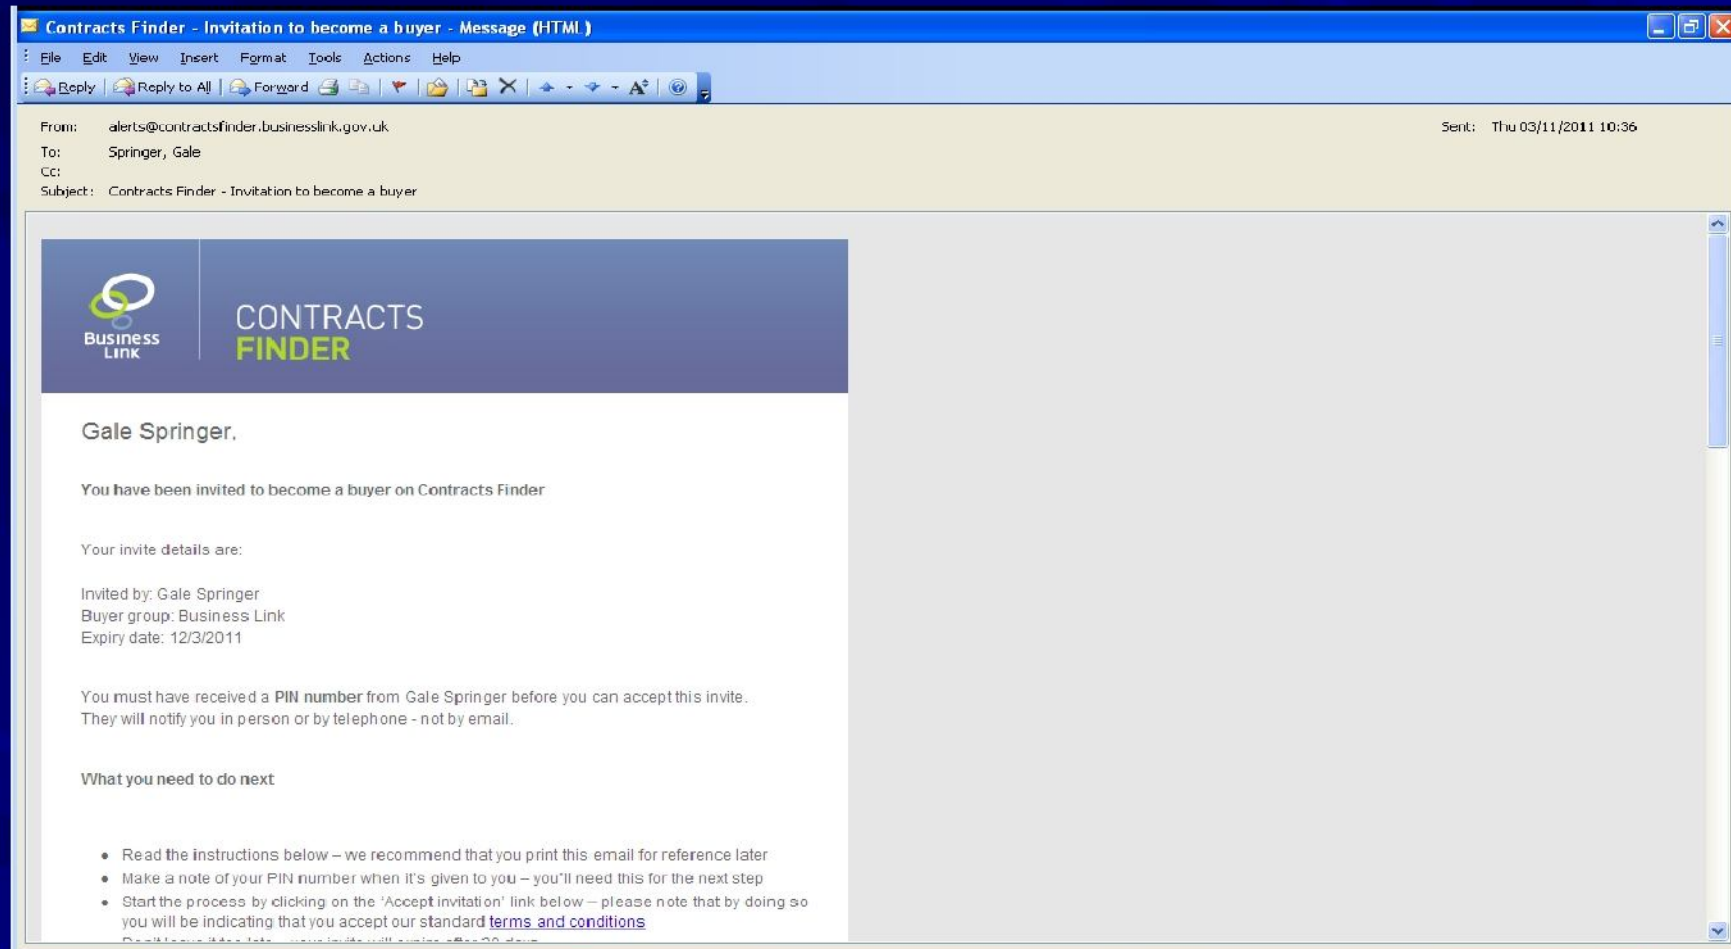 Contracts Finder - Invitation to become a buyer - Message (HTML)
File Edit View Insert Format Tools Actions Help
Reply Reply to All Forward
From: alerts@contractsfinder.businesslink.gov.uk Sent: Thu 03/11/2011 10:36
To: Springer, Gale
Cc:
Subject: Contracts Finder - Invitation to become a buyer
Business
Link
CONTRACTS
FINDER
Gale Springer,
You have been invited to become a buyer on Contracts Finder
Your invite details are:
Invited by: Gale Springer
Buyer group: Business Link
Expiry date: 12/3/2011
You must have received a PIN number from Gale Springer before you can accept this invite.
They will notify you in person or by telephone - not by email.
What you need to do next
• Read the instructions below – we recommend that you print this email for reference later
• Make a note of your PIN number when it's given to you – you'll need this for the next step
• Start the process by clicking on the 'Accept invitation' link below – please note that by doing so
you will be indicating that you accept our standard terms and conditions